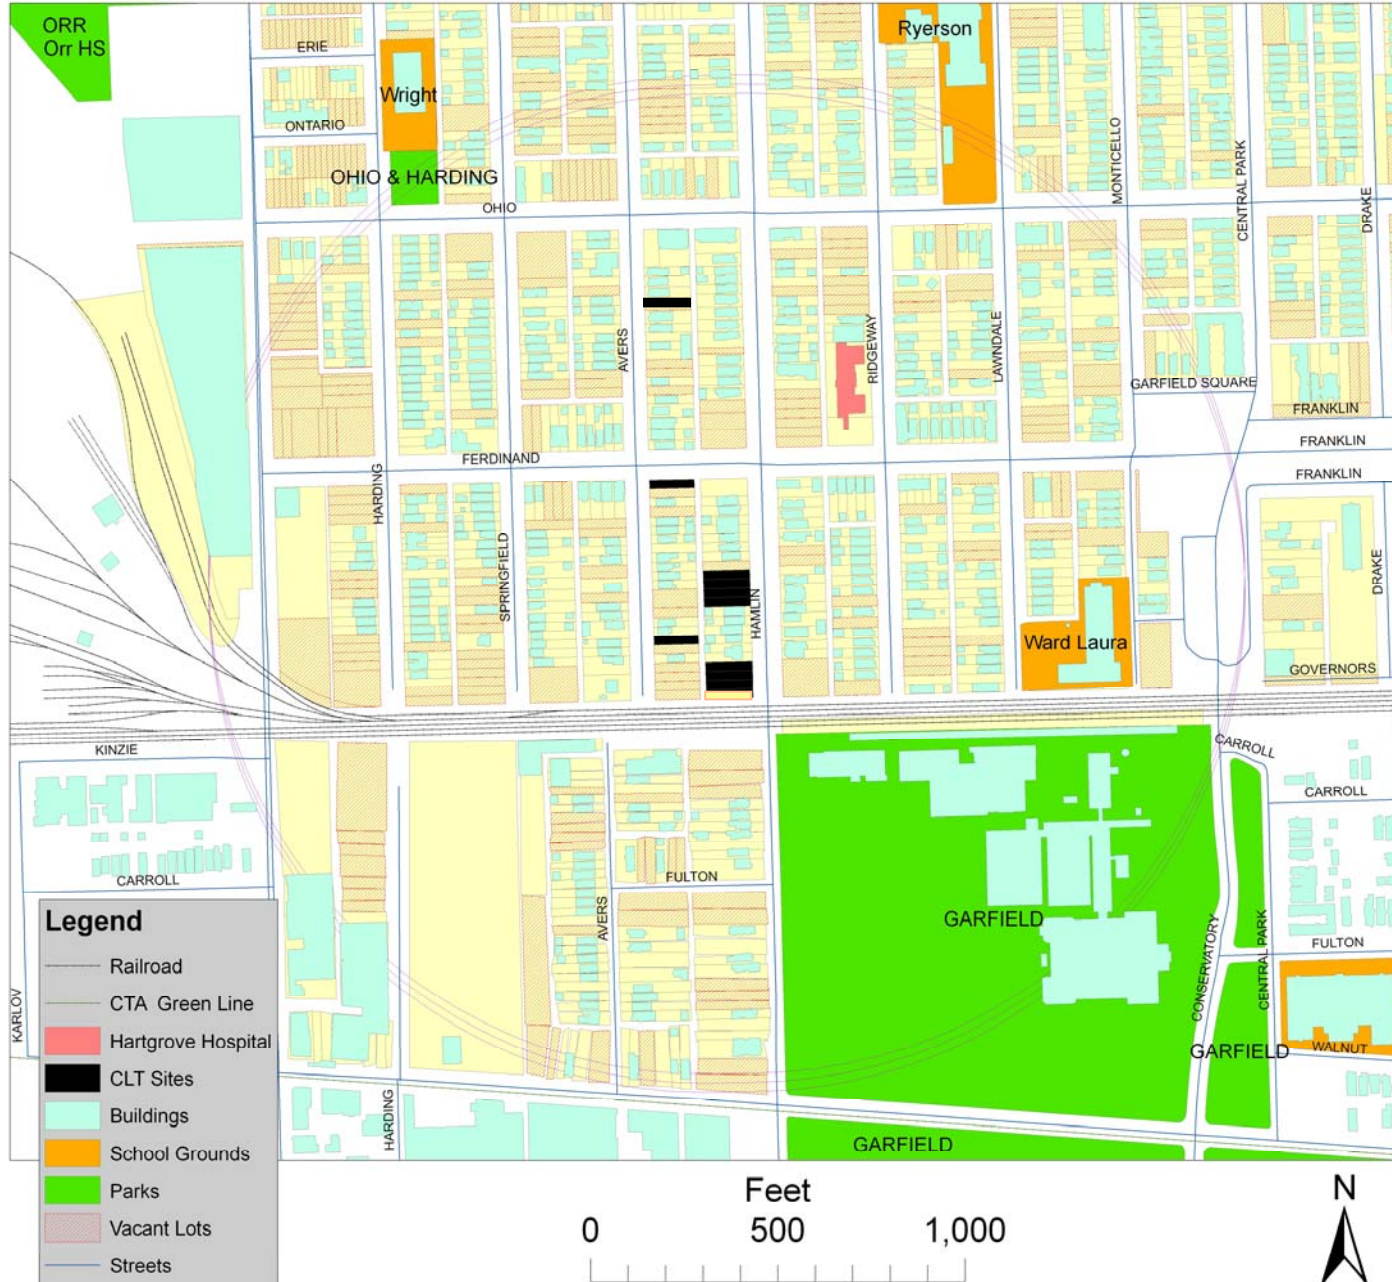 ORR
Orr HS
ERIE
Wright
Ryerson
ONTARIO
OHIO & HARDING
OHIO
MONTICELLO
CENTRAL PARK
DRAKE
AVERS
RIDGEWAY
LAWNDALE
GARFIELD SQUARE
FRANKLIN
FRANKLIN
FRANKLIN
FERDINAND
HARDING
SPRINGFIELD
HAMLIN
DRAKE
Ward Laura
GOVERNORS
KINZIE
CARROLL
CARROLL
CARROLL
FULTON
AVERS
GARFIELD
CONSERVATORY
CENTRAL PARK
FULTON
KARLOV
GARFIELD
WALNUT
HARDING
GARFIELD
Legend
Railroad
CTA Green Line
Hartgrove Hospital
CLT Sites
Buildings
School Grounds
Parks
Vacant Lots
Streets
Feet
0 500 1,000
N